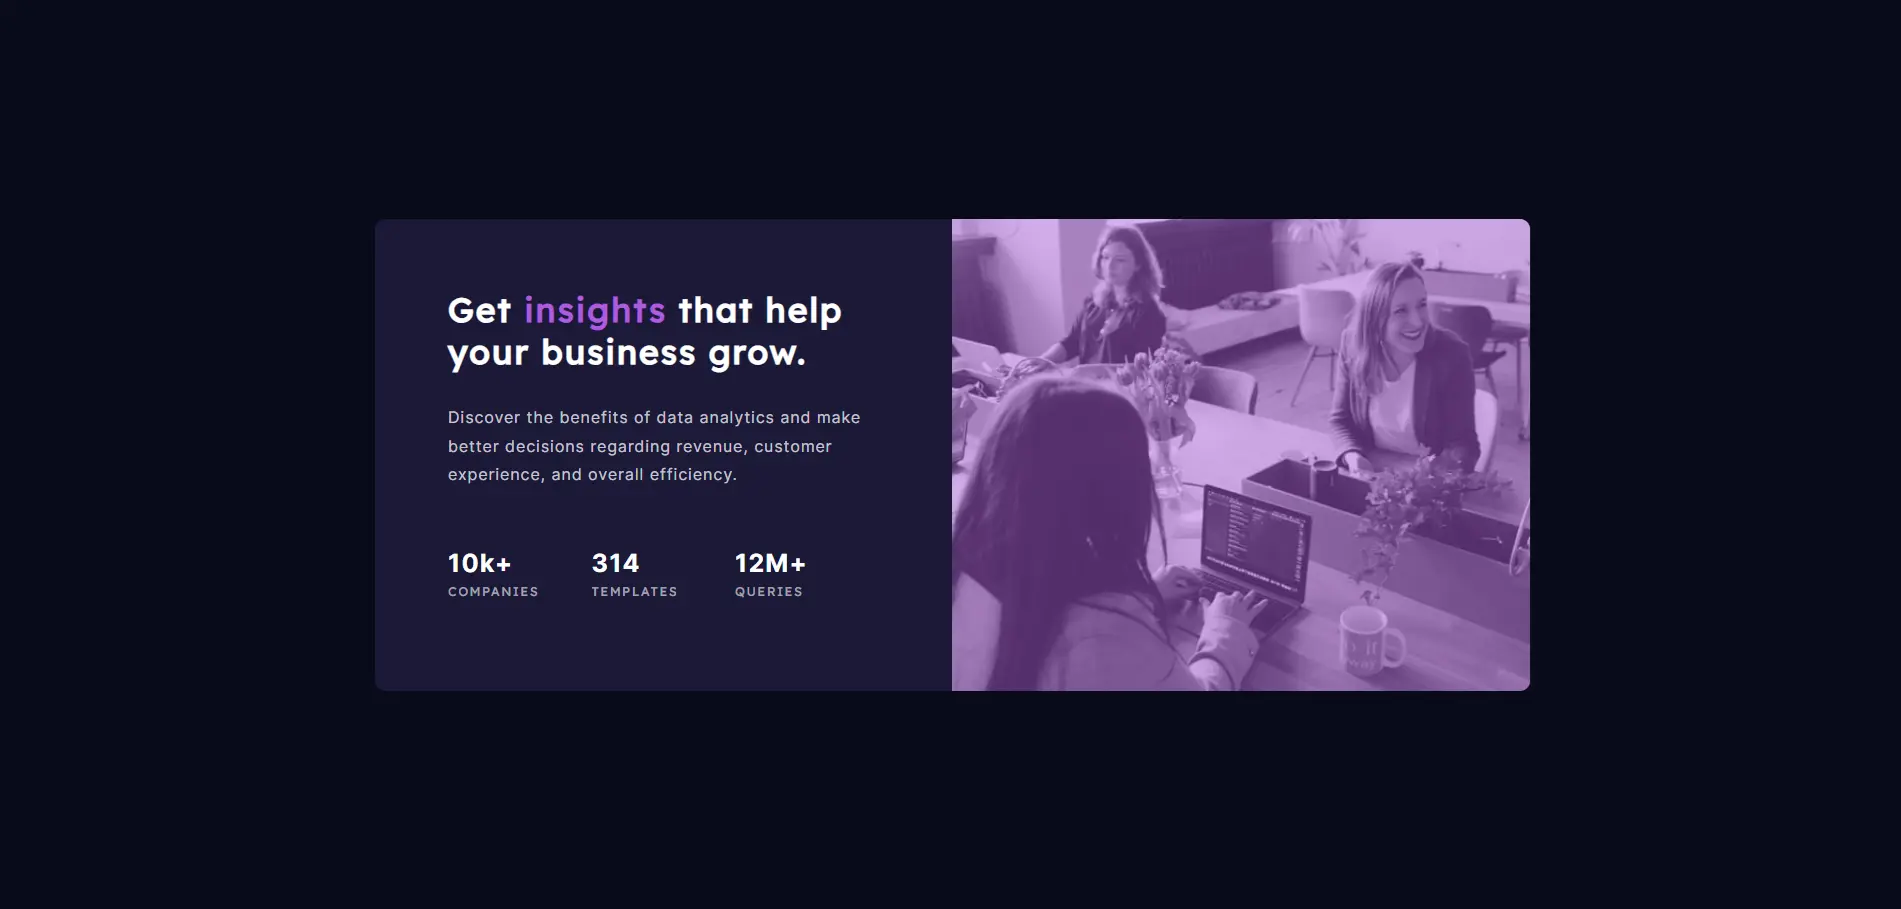 Get insights that help
your business grow.
Discover the benefits of data analytics and make
better decisions regarding revenue, customer
experience, and overall efficiency.
10k+ 314 12M+
COMPANIES TEMPLATES QUERIES